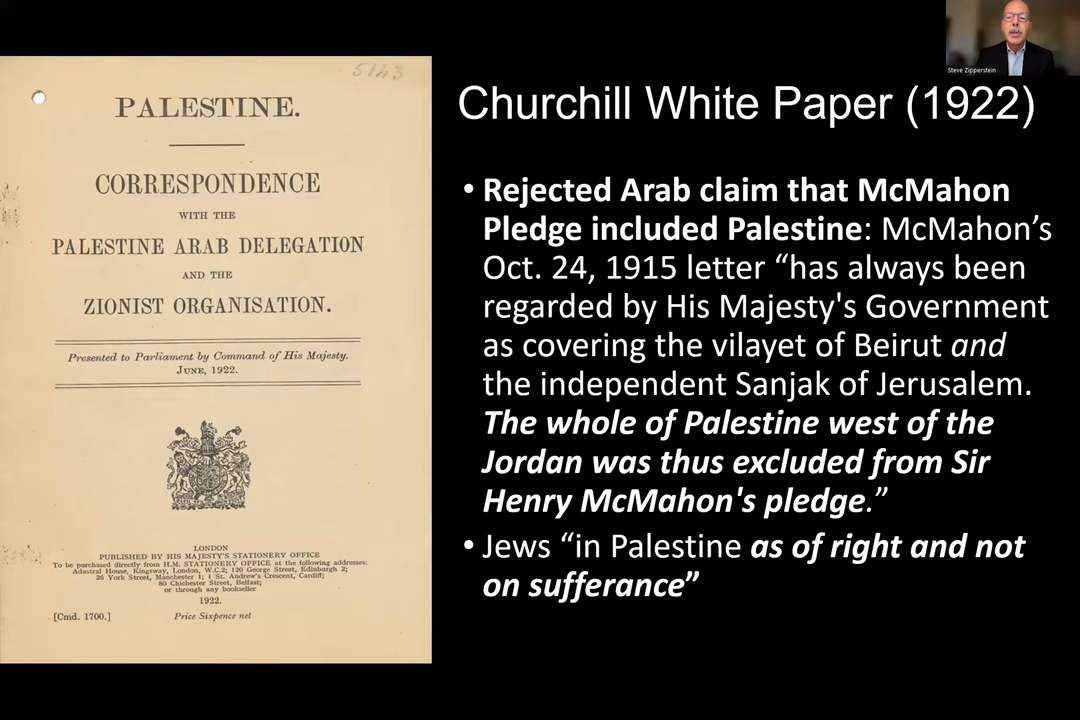 5143
PALESTINE.
CORRESPONDENCE
WITH THE
PALESTINE ARAB DELEGATION
AND THE
ZIONIST ORGANISATION.
Presented to Parliament by Command of His Majesty.
JUNE, 1922.
LONDON
PUBLISHED BY HIS MAJESTY'S STATIONERY OFFICE
To be purchased directly from H.M. STATIONERY OFFICE at the following addresses:
Adastral House, Kingsway, London, W.C.2; 120 George Street, Edinburgh 2;
26 York Street, Manchester 1; 1 St. Andrew's Crescent, Cardiff;
80 Chichester Street, Belfast;
or through any bookseller
1922.
[Cmd. 1700.] Price Sixpence net
Steve Zipperstein
Churchill White Paper (1922)
• Rejected Arab claim that McMahon
Pledge included Palestine: McMahon’s
Oct. 24, 1915 letter “has always been
regarded by His Majesty's Government
as covering the vilayet of Beirut and
the independent Sanjak of Jerusalem.
The whole of Palestine west of the
Jordan was thus excluded from Sir
Henry McMahon's pledge.”
• Jews “in Palestine as of right and not
on sufferance”